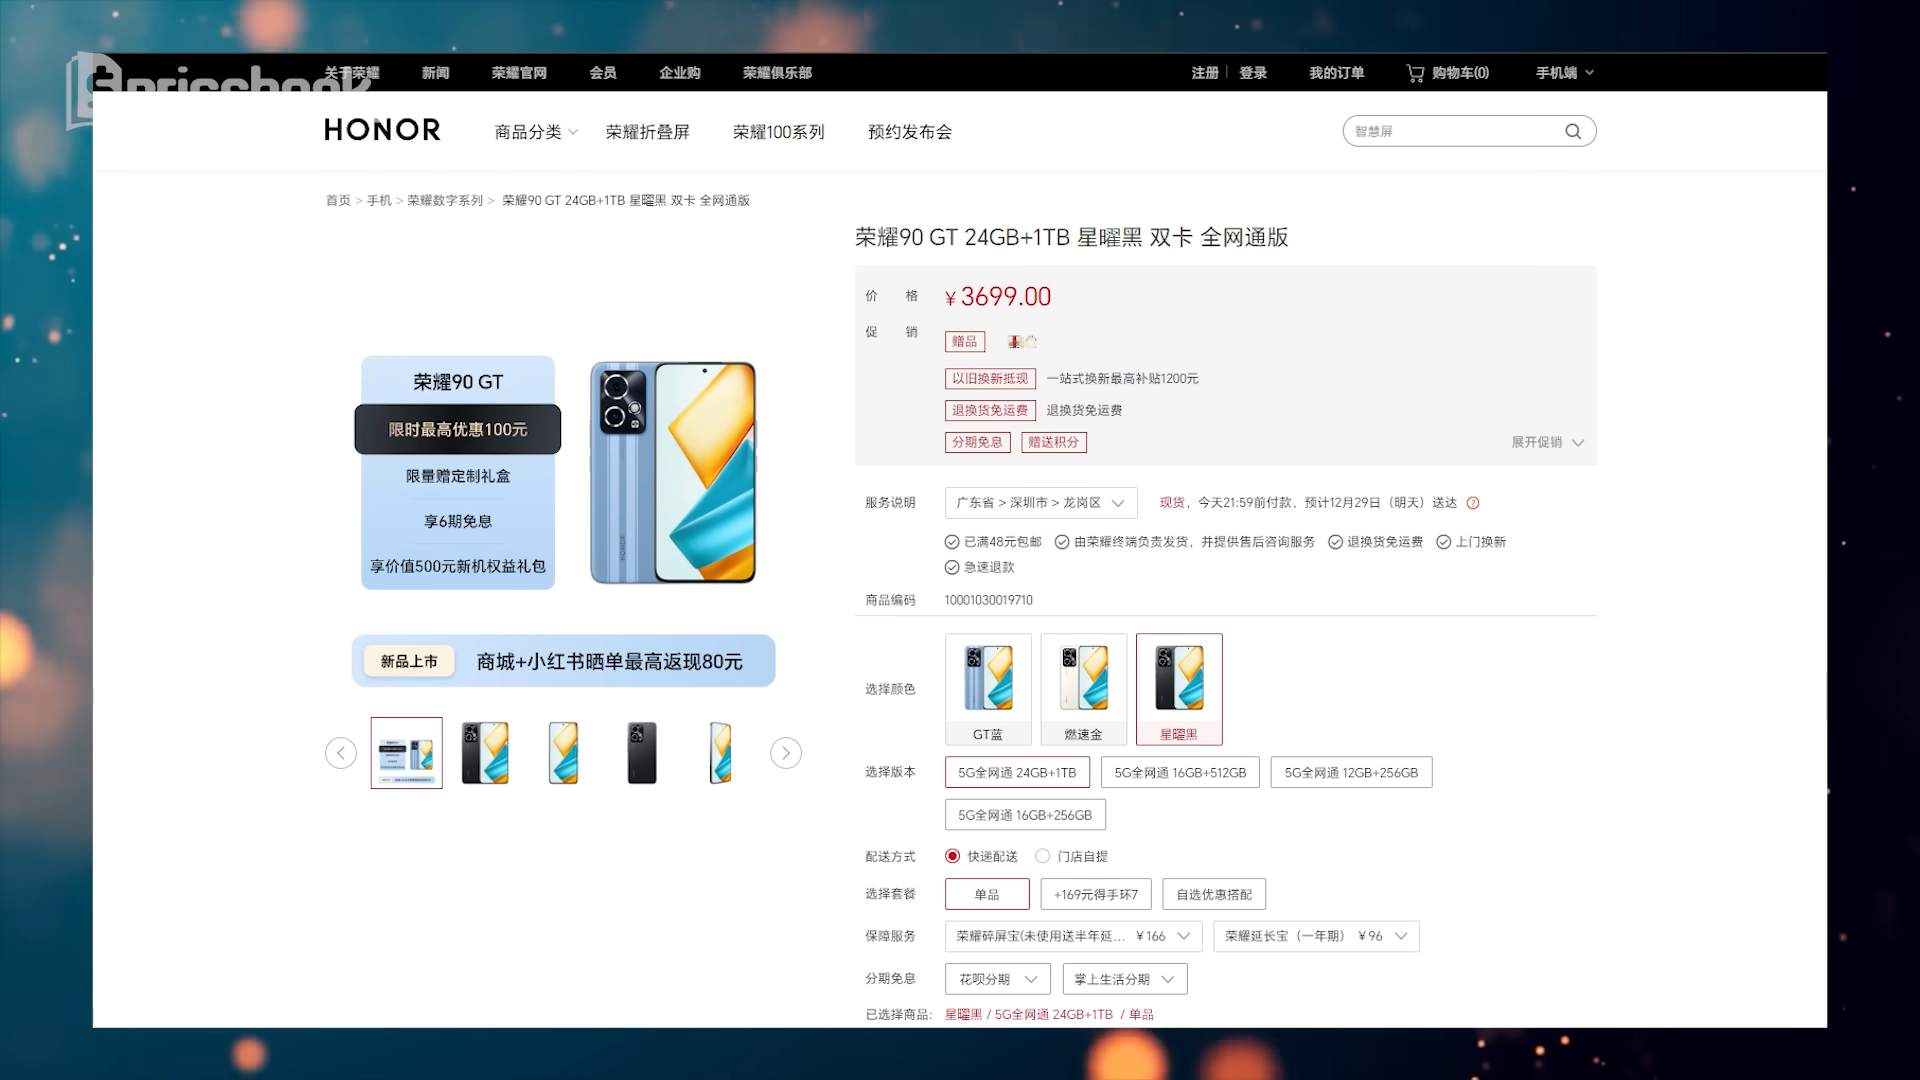 pricebook
关于荣耀 新闻 荣耀官网 会员 企业购 荣耀俱乐部 注册 登录 我的订单 购物车(0) 手机端
HONOR 商品分类 荣耀折叠屏 荣耀100系列 预约发布会 智慧屏
首页 > 手机 > 荣耀数字系列 > 荣耀90 GT 24GB+1TB 星曜黑 双卡 全网通版
荣耀90 GT 24GB+1TB 星曜黑 双卡 全网通版
价 格 ¥3699.00
促 销
赠品
以旧换新抵现 一站式换新最高补贴1200元
退换货免运费 退换货免运费
分期免息 赠送积分 展开促销
荣耀90 GT
限时最高优惠100元
限量赠定制礼盒
享6期免息
享价值500元新机权益礼包
HONOR
新品上市 商城+小红书晒单最高返现80元
服务说明 广东省 > 深圳市 > 龙岗区 现货，今天21:59前付款，预计12月29日（明天）送达
已满48元包邮 由荣耀终端负责发货，并提供售后咨询服务 退换货免运费 上门换新
急速退款
商品编码 10001030019710
选择颜色 GT蓝 燃速金 星曜黑
选择版本 5G全网通 24GB+1TB 5G全网通 16GB+512GB 5G全网通 12GB+256GB
5G全网通 16GB+256GB
配送方式 快递配送 门店自提
选择套餐 单品 +169元得手环7 自选优惠搭配
保障服务 荣耀碎屏宝(未使用送半年延... ¥166 荣耀延长宝（一年期） ¥96
分期免息 花呗分期 掌上生活分期
已选择商品: 星曜黑 / 5G全网通 24GB+1TB / 单品